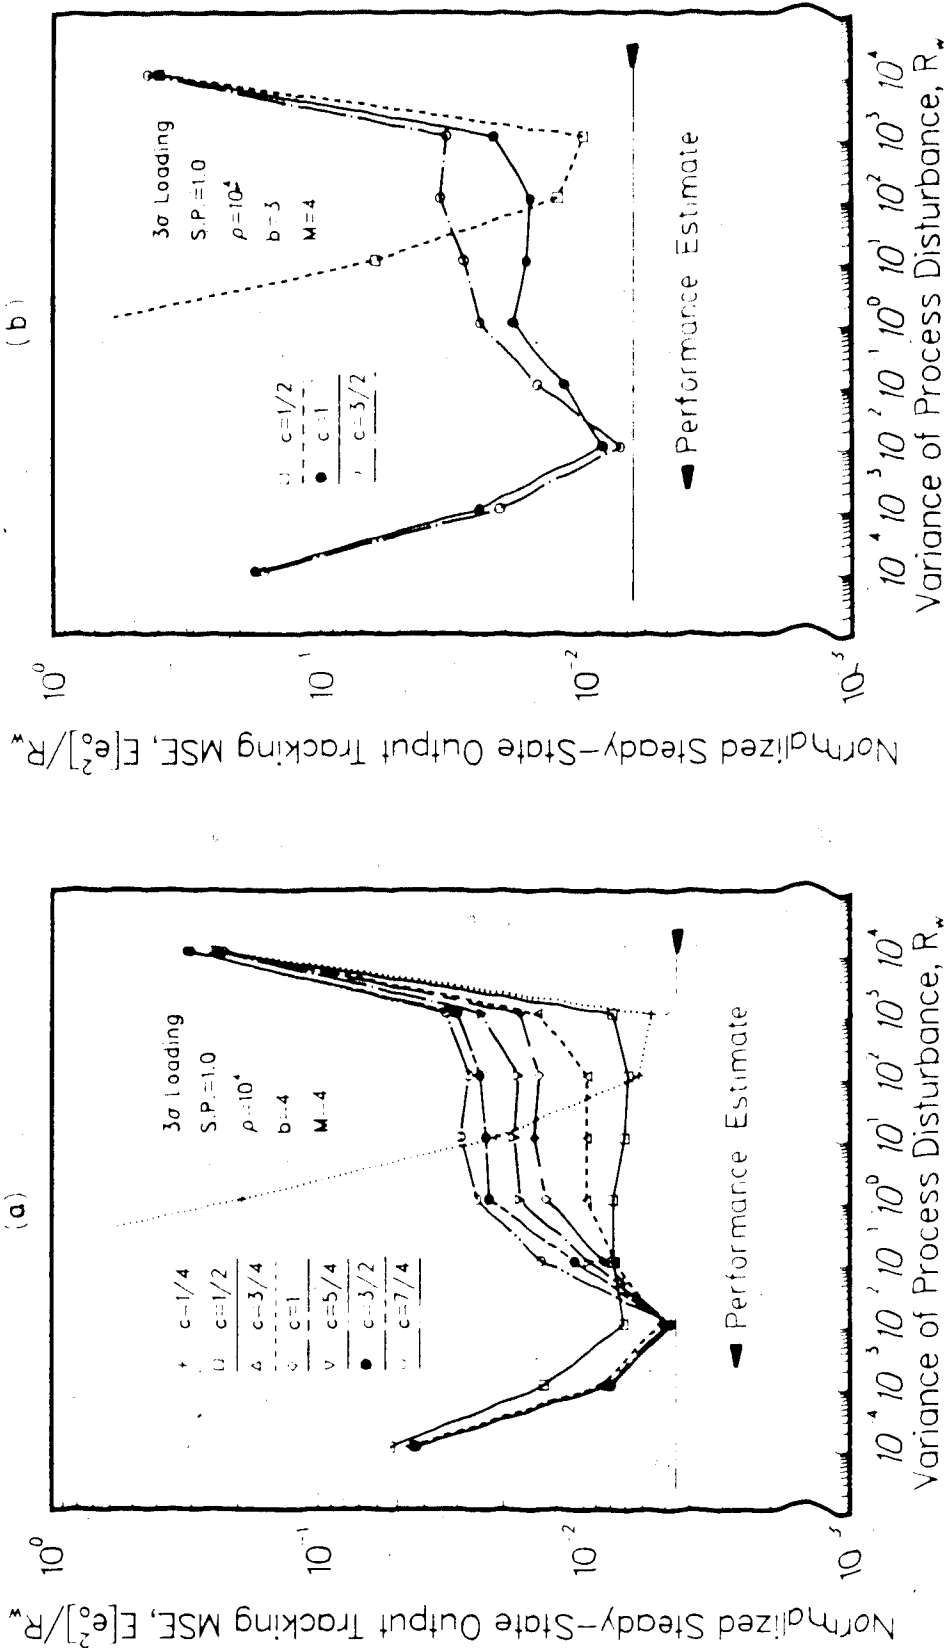 (a)
Normalized Steady-State Output Tracking MSE, E[e₀²]/R_w
10⁰
10⁻¹
10⁻²
10⁻³
3σ Loading
S.P.=1.0
ρ=10⁴
b=4
M=4
+ c=1/4
□ c=1/2
△ c=3/4
◇ c=1
▽ c=5/4
● c=3/2
○ c=7/4
Performance Estimate
10⁻⁴ 10⁻³ 10⁻² 10⁻¹ 10⁰ 10¹ 10² 10³ 10⁴
Variance of Process Disturbance, R_w
(b)
Normalized Steady-State Output Tracking MSE, E[e₀²]/R_w
10⁰
10⁻¹
10⁻²
10⁻³
3σ Loading
S.P.=1.0
ρ=10⁴
b=3
M=4
□ c=1/2
● c=1
○ c=3/2
Performance Estimate
10⁻⁴ 10⁻³ 10⁻² 10⁻¹ 10⁰ 10¹ 10² 10³ 10⁴
Variance of Process Disturbance, R_w